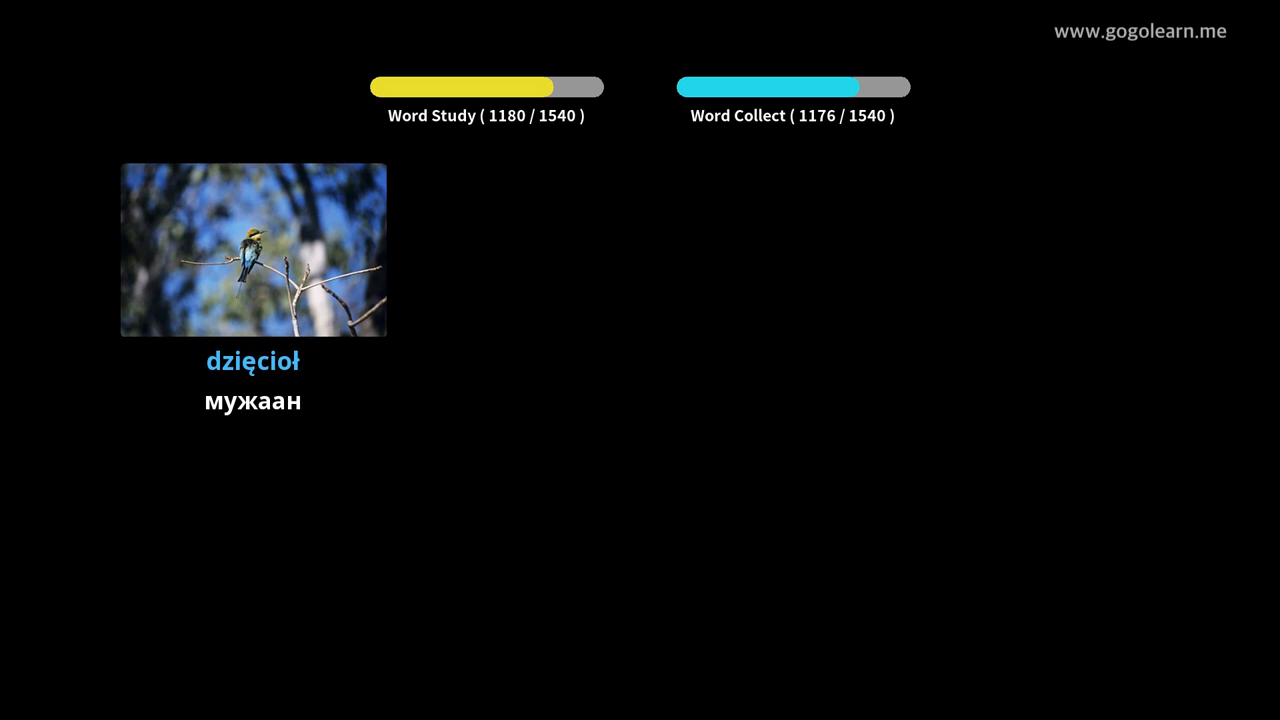 www.gogolearn.me
Word Study ( 1180 / 1540 )
Word Collect ( 1176 / 1540 )
dzięcioł
мужаан